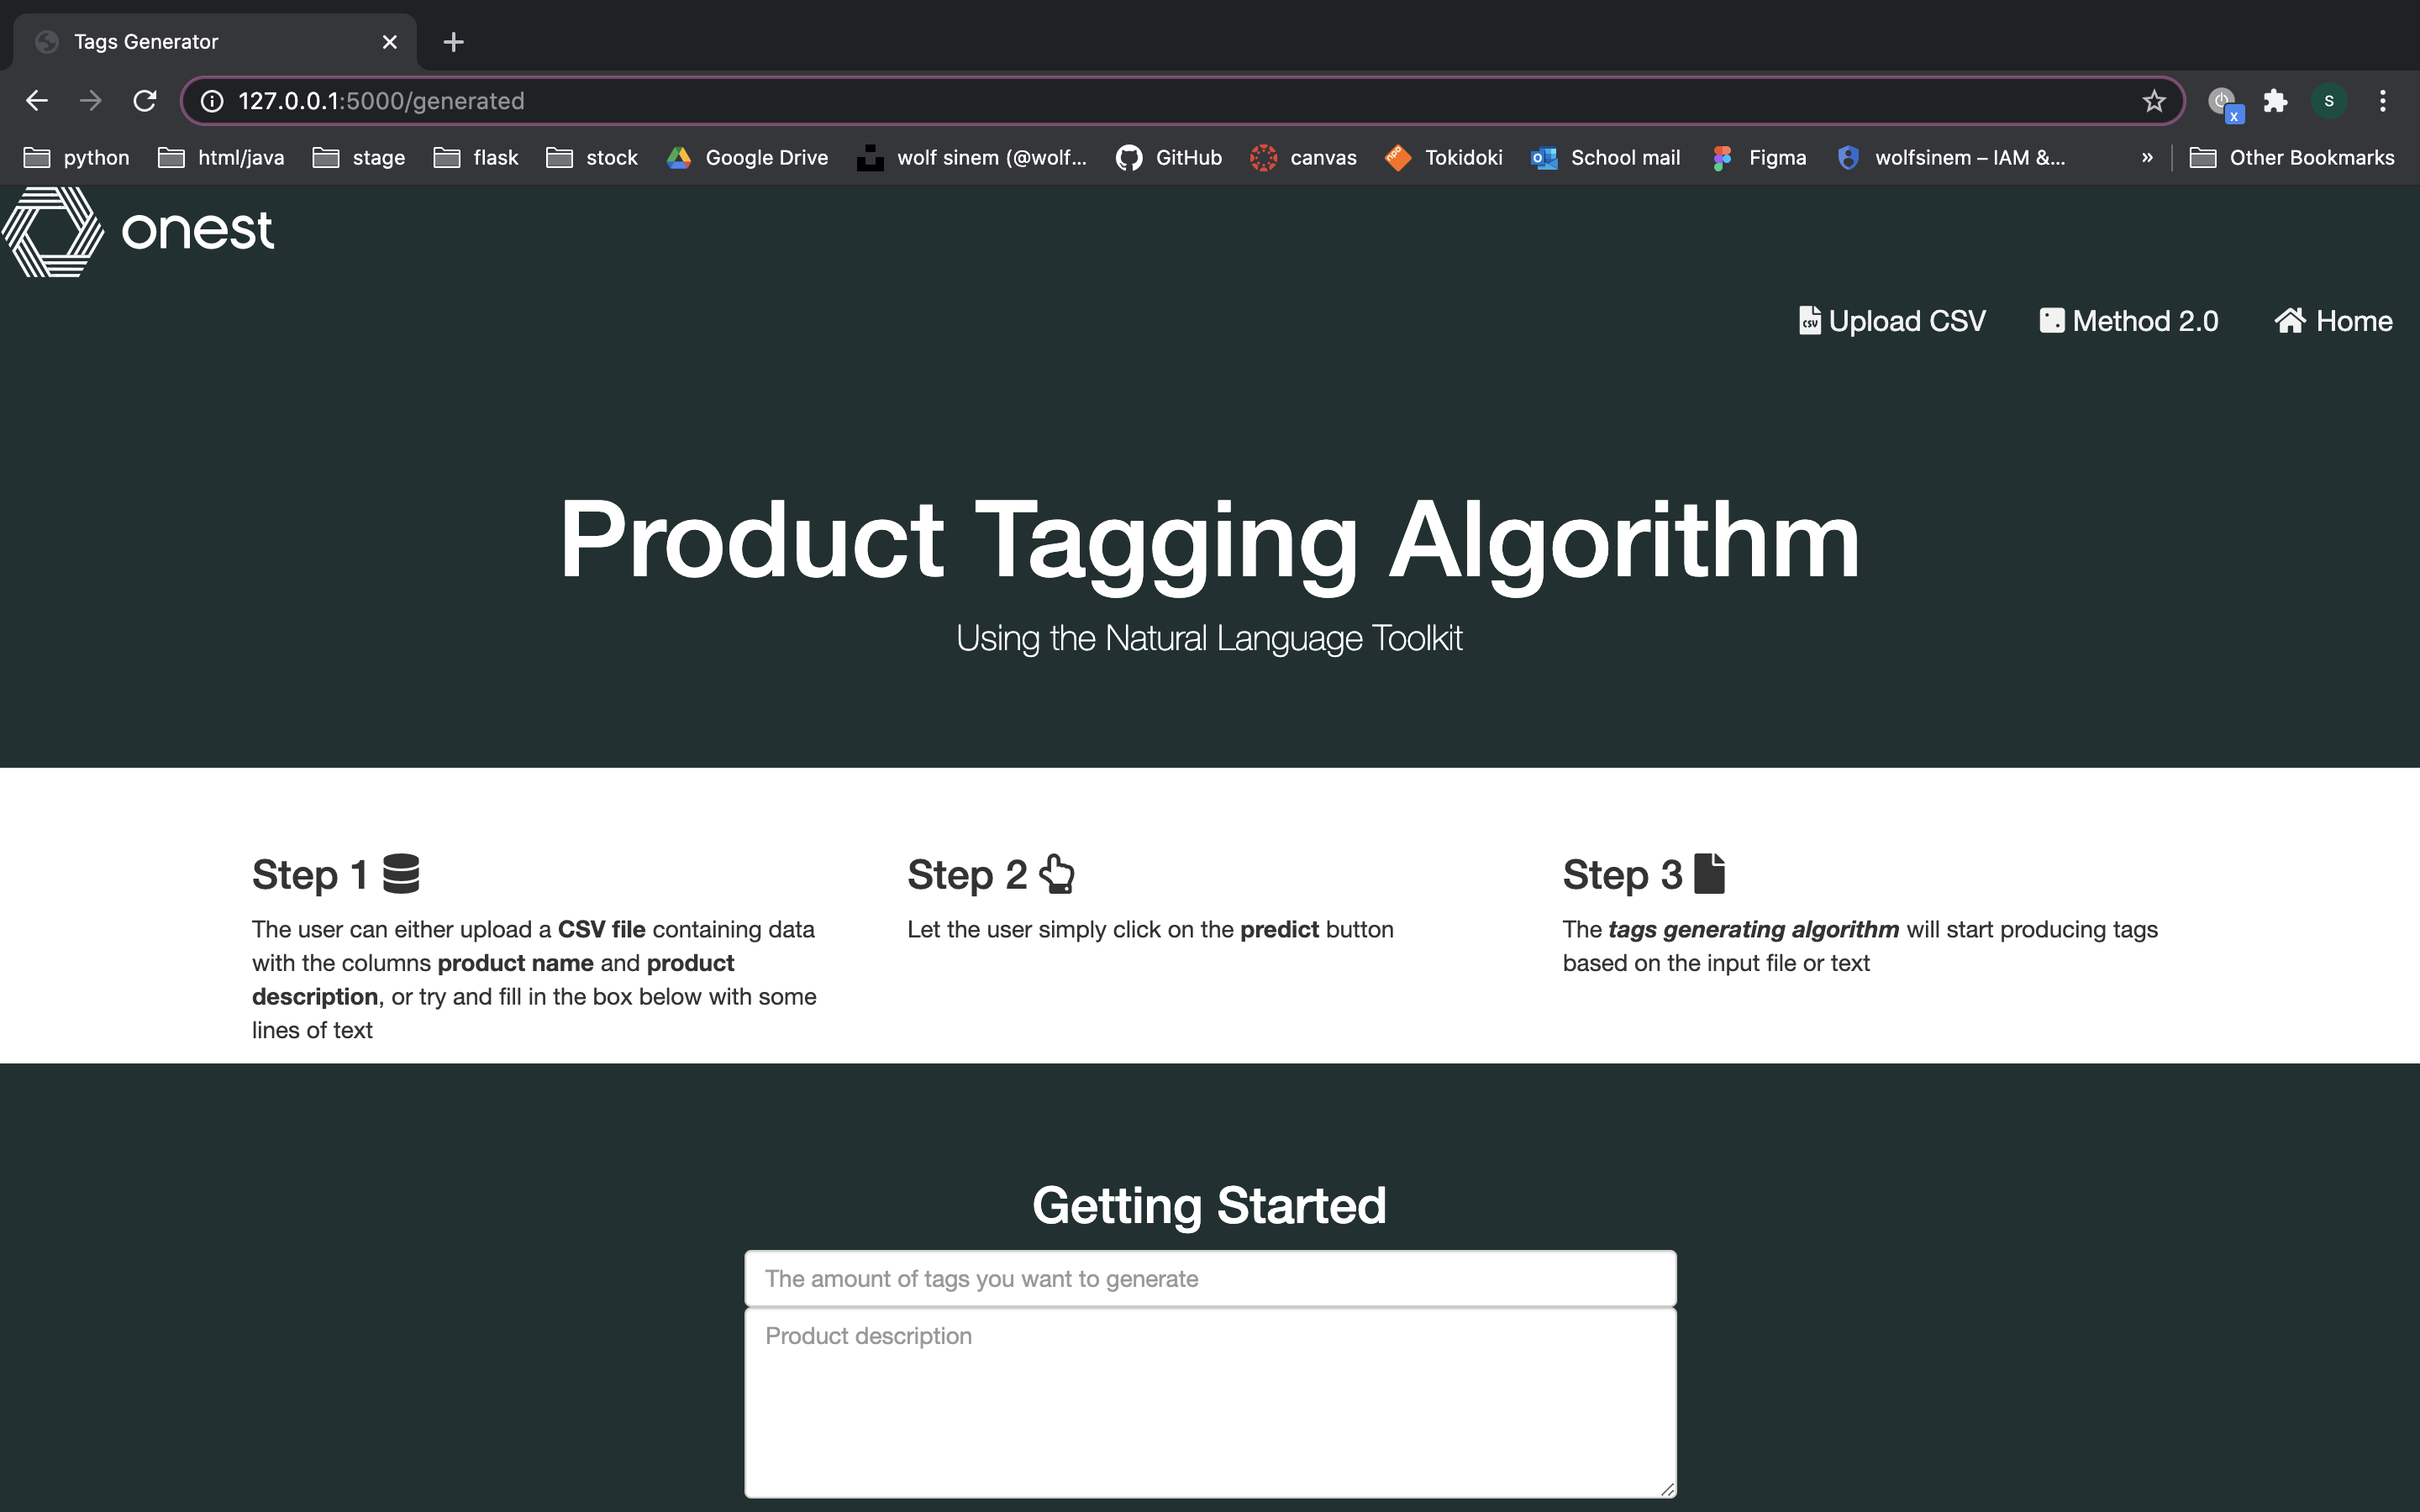 Tags Generator
127.0.0.1:5000/generated
S
x
python
html/java
stage
flask
stock
Google Drive
wolf sinem (@wolf...
GitHub
canvas
npo
Tokidoki
School mail
Figma
wolfsinem – IAM &...
»
Other Bookmarks
onest
CSV
Upload CSV
Method 2.0
Home
Product Tagging Algorithm
Using the Natural Language Toolkit
Step 1
The user can either upload a CSV file containing data
with the columns product name and product
description, or try and fill in the box below with some
lines of text
Step 2
Let the user simply click on the predict button
Step 3
The tags generating algorithm will start producing tags
based on the input file or text
Getting Started
The amount of tags you want to generate
Product description